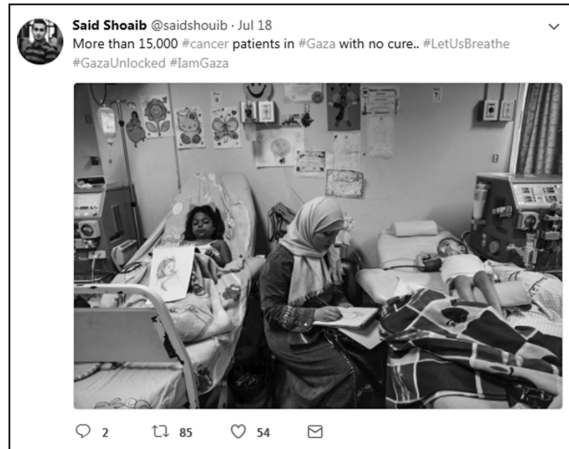 Said Shoaib @saidshouib · Jul 18
More than 15,000 #cancer patients in #Gaza with no cure.. #LetUsBreathe
#GazaUnlocked #IamGaza
2 85 54